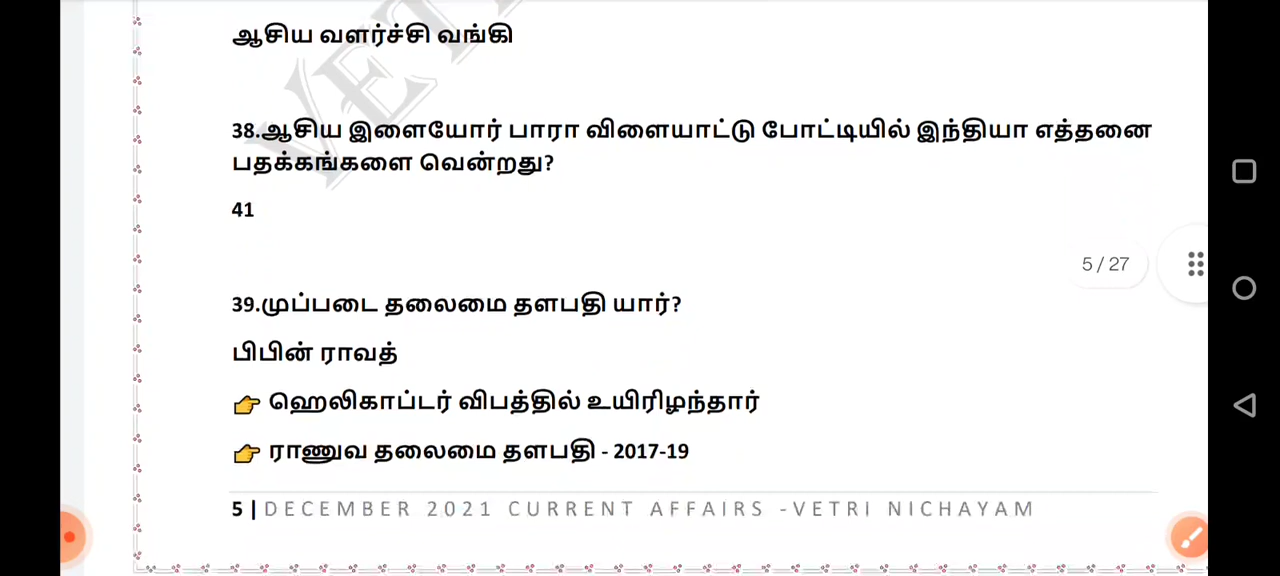 ஆசிய வளர்ச்சி வங்கி
38.ஆசிய இளையோர் பாரா விளையாட்டு போட்டியில் இந்தியா எத்தனை
பதக்கங்களை வென்றது?
41
5 / 27
39.முப்படை தலைமை தளபதி யார்?
பிபின் ராவத்
👉 ஹெலிகாப்டர் விபத்தில் உயிரிழந்தார்
👉 ராணுவ தலைமை தளபதி - 2017-19
5 | DECEMBER 2021 CURRENT AFFAIRS -VETRI NICHAYAM